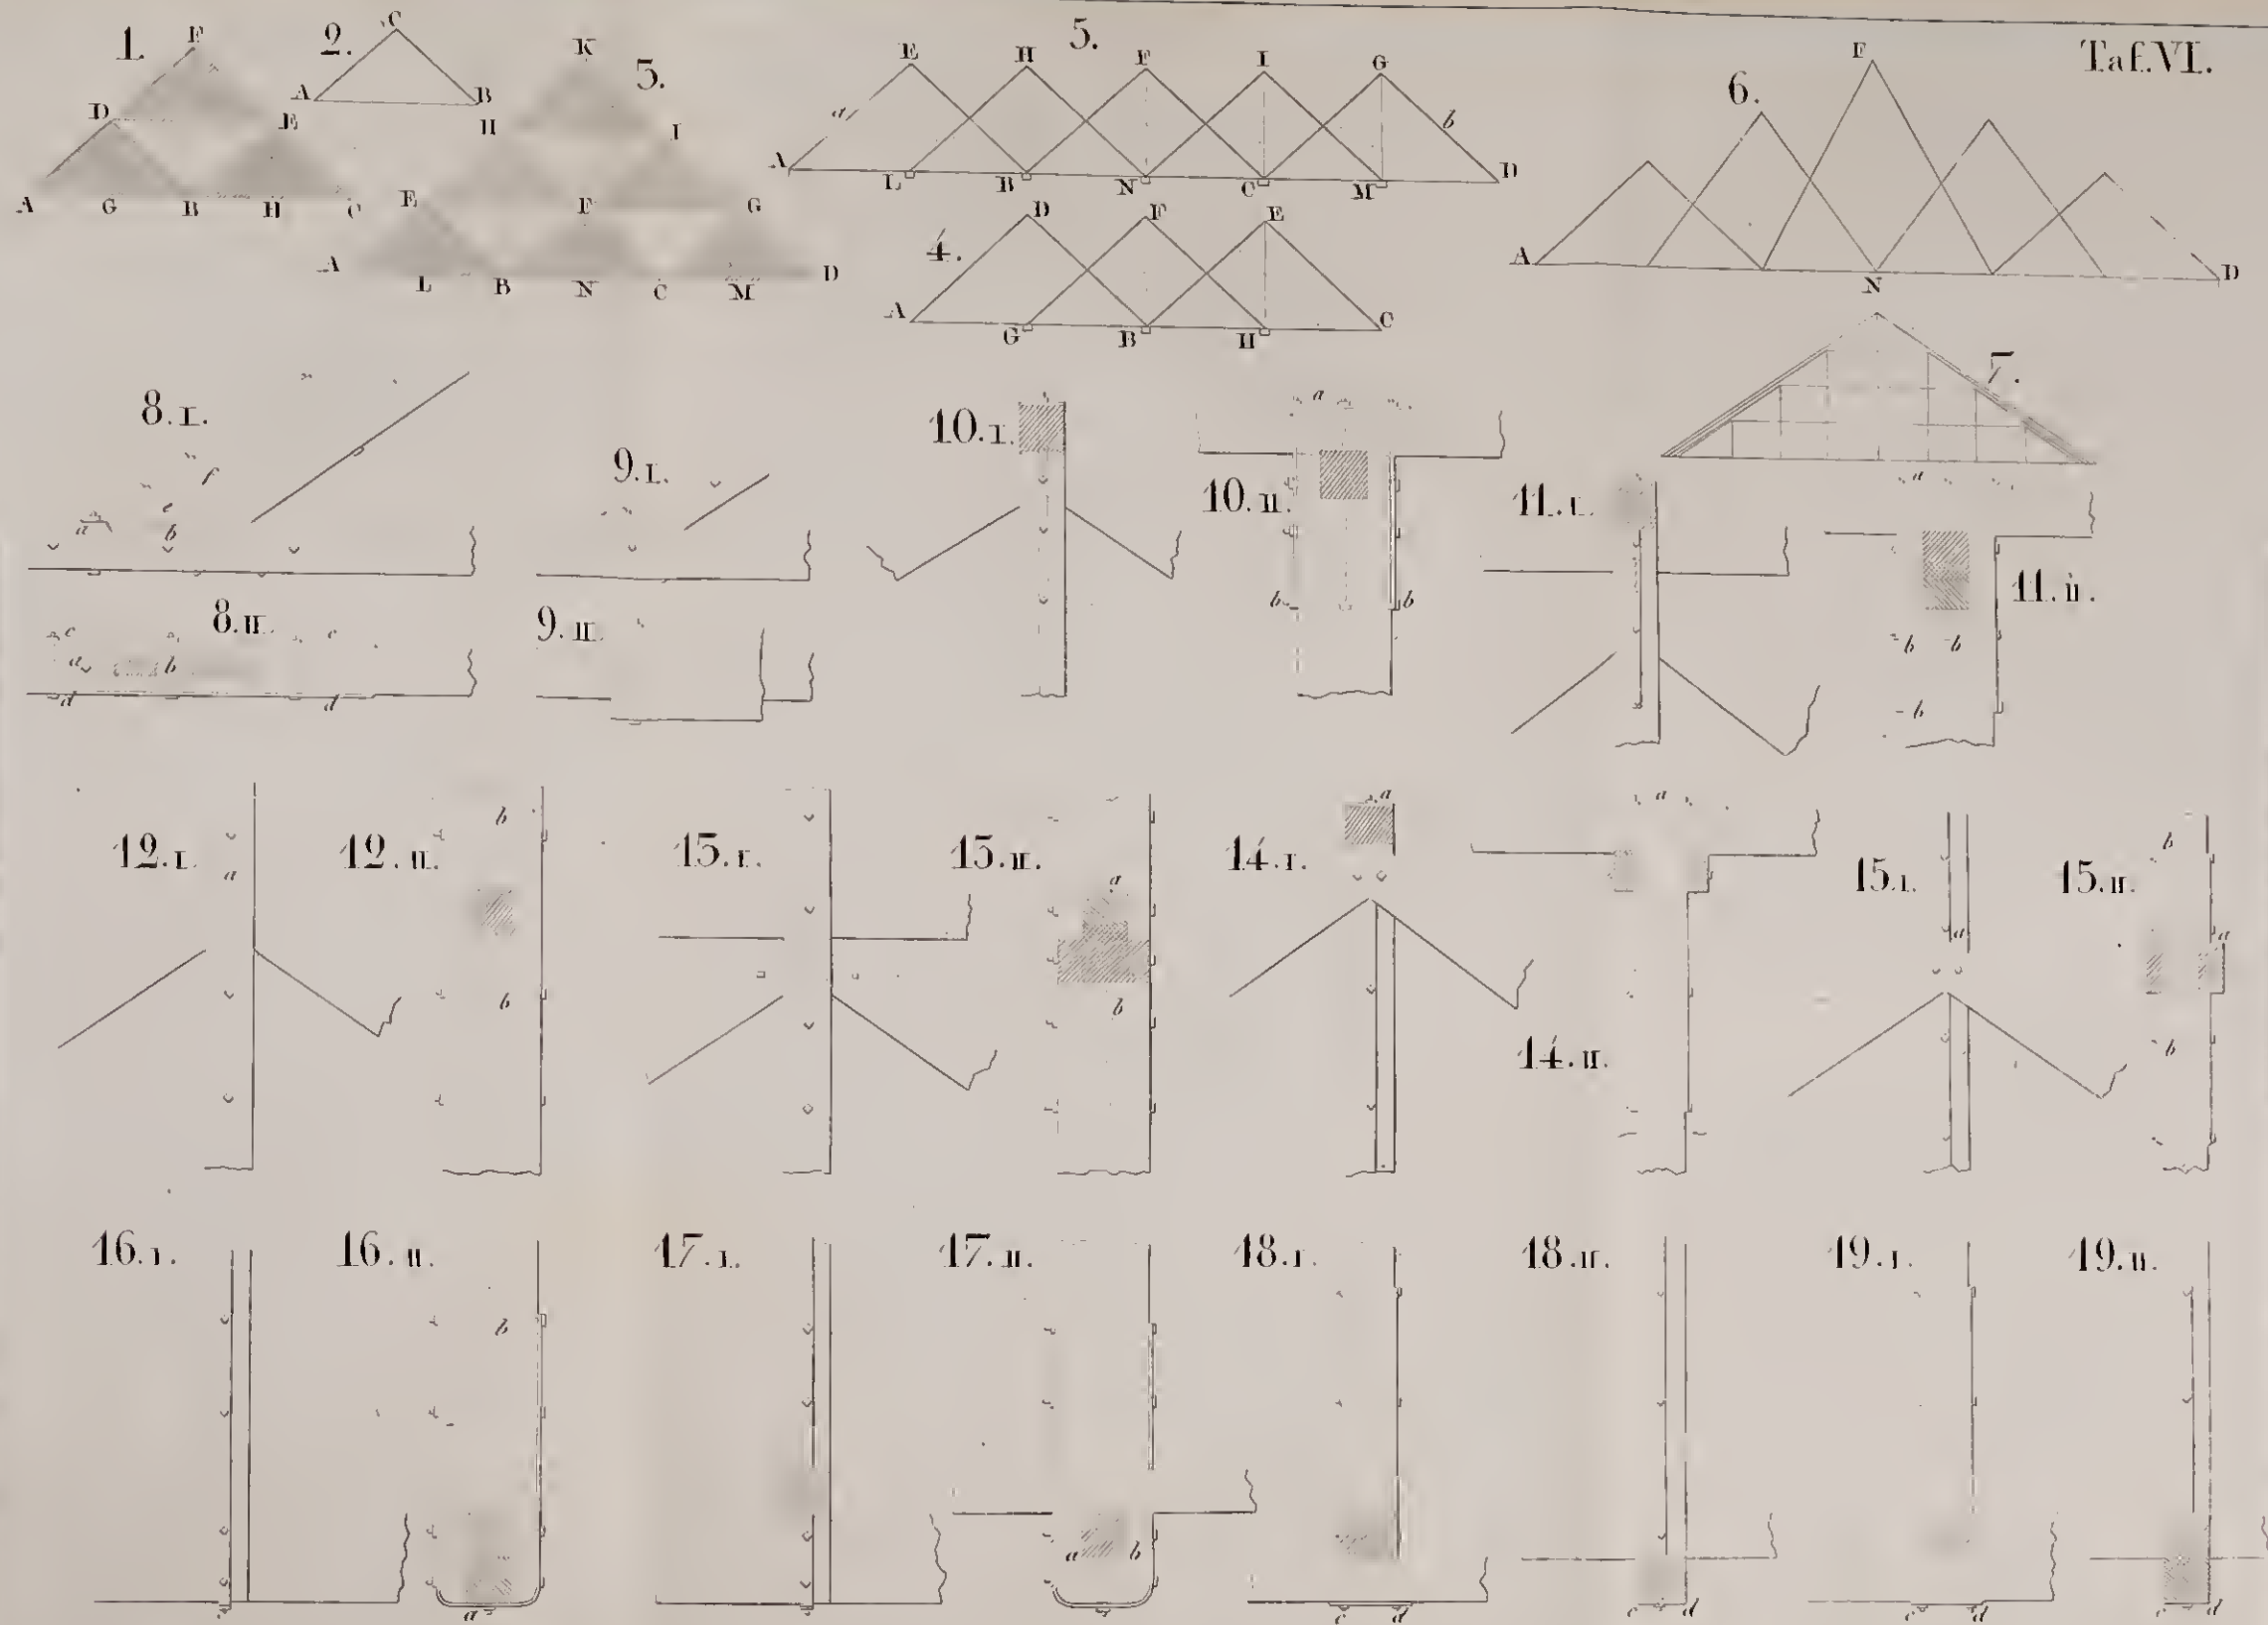 Taf.VI.
1.
F
D
E
A G B H C
2.
C
A B
3.
K
H I
E F G
A L B N C M D
5.
E H F I G
a b
A L B N C M D
4.
D F E
A G B H C
6.
F
A N D
7.
8.I.
f
e
a b
8.II.
c c
a b
d d
9.I.
9.II.
10.I.
10.II.
a
b b
11.I.
11.II.
a
b b
b
12.I.
a
12.II.
b
b
13.I.
13.II.
a
b
14.I.
a
14.II.
a
15.I.
a
15.II.
b
a
b
16.I.
16.II.
b
a
17.I.
17.II.
a b
18.I.
c d
18.II.
c d
19.I.
c d
19.II.
c d